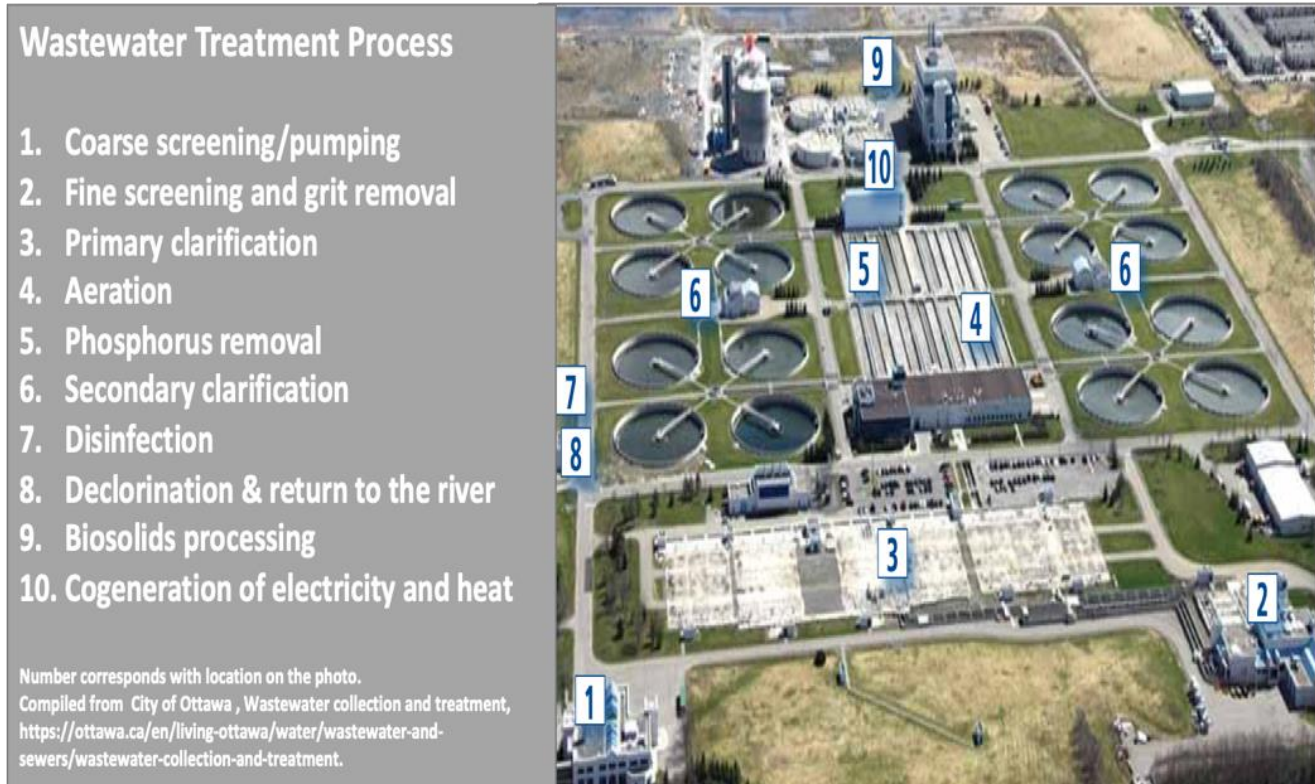 Wastewater Treatment Process
1. Coarse screening/pumping
2. Fine screening and grit removal
3. Primary clarification
4. Aeration
5. Phosphorus removal
6. Secondary clarification
7. Disinfection
8. Declorination & return to the river
9. Biosolids processing
10. Cogeneration of electricity and heat
Number corresponds with location on the photo.
Compiled from City of Ottawa , Wastewater collection and treatment,
https://ottawa.ca/en/living-ottawa/water/wastewater-and-
sewers/wastewater-collection-and-treatment.
9
10
5
6
6
4
7
8
3
2
1